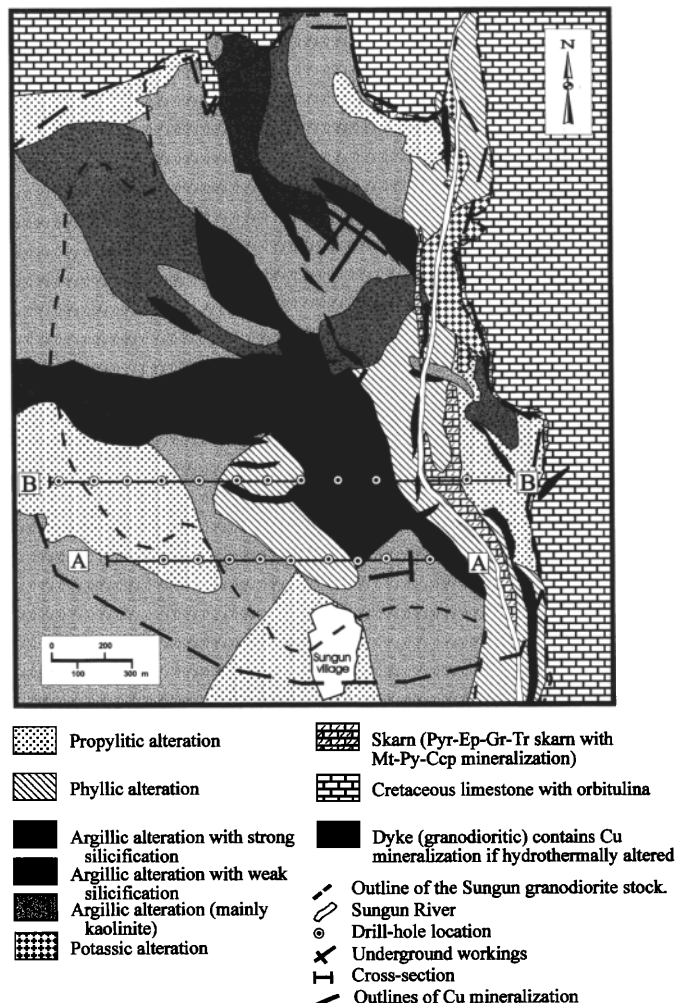 N
B
B
A
A
0 200
100 300 m
Sungun
village
Propylitic alteration
Phyllic alteration
Argillic alteration with strong
silicification
Argillic alteration with weak
silicification
Argillic alteration (mainly
kaolinite)
Potassic alteration
Skarn (Pyr-Ep-Gr-Tr skarn with
Mt-Py-Ccp mineralization)
Cretaceous limestone with orbitulina
Dyke (granodioritic) contains Cu
mineralization if hydrothermally altered
Outline of the Sungun granodiorite stock.
Sungun River
Drill-hole location
Underground workings
Cross-section
Outlines of Cu mineralization